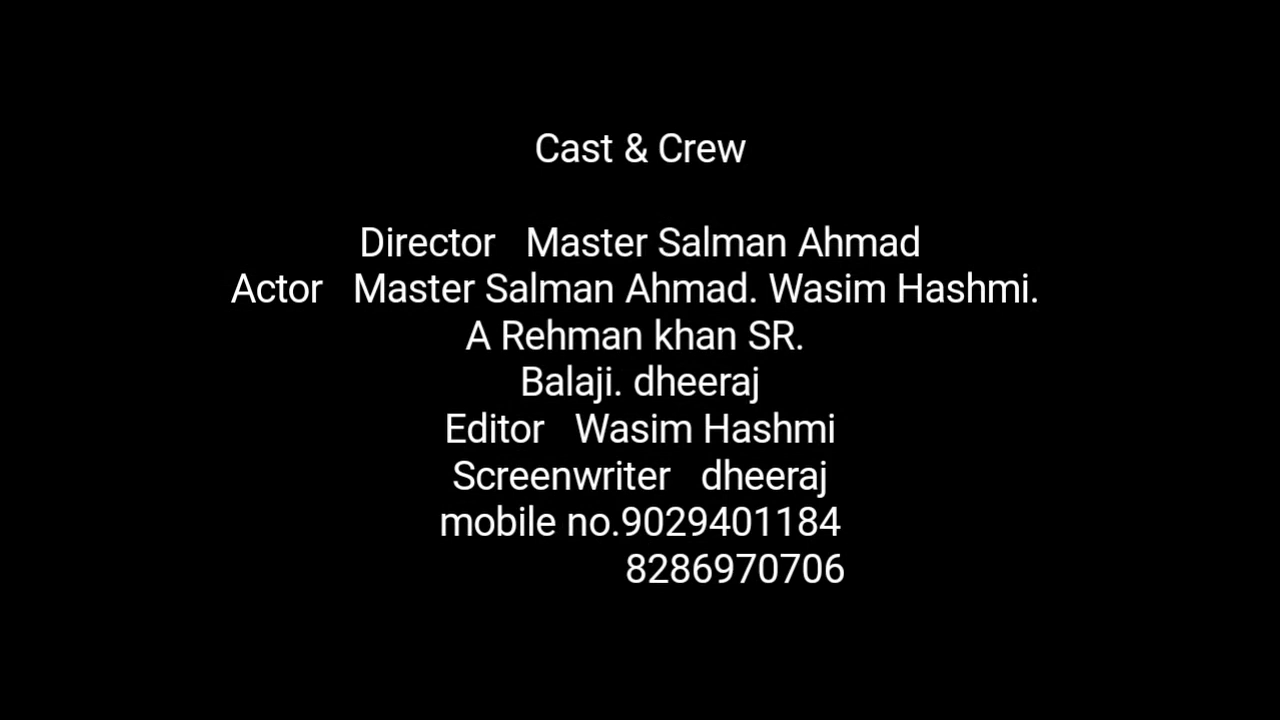 Cast & Crew
Director Master Salman Ahmad
Actor Master Salman Ahmad. Wasim Hashmi.
A Rehman khan SR.
Balaji. dheeraj
Editor Wasim Hashmi
Screenwriter dheeraj
mobile no.9029401184
8286970706